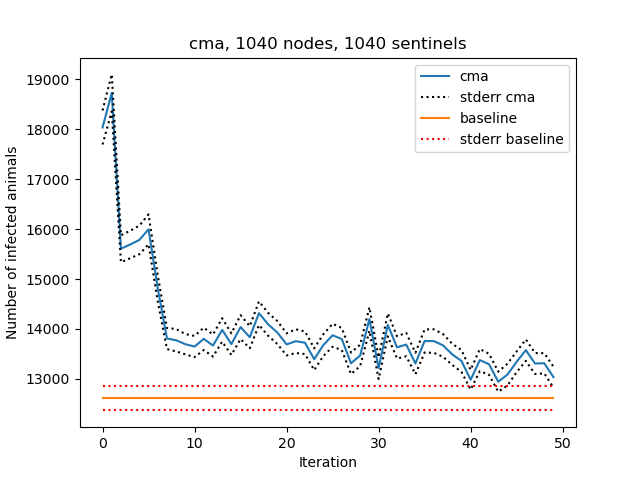 cma, 1040 nodes, 1040 sentinels
Number of infected animals
19000
18000
17000
16000
15000
14000
13000
cma
stderr cma
baseline
stderr baseline
0
10
20
30
40
50
Iteration